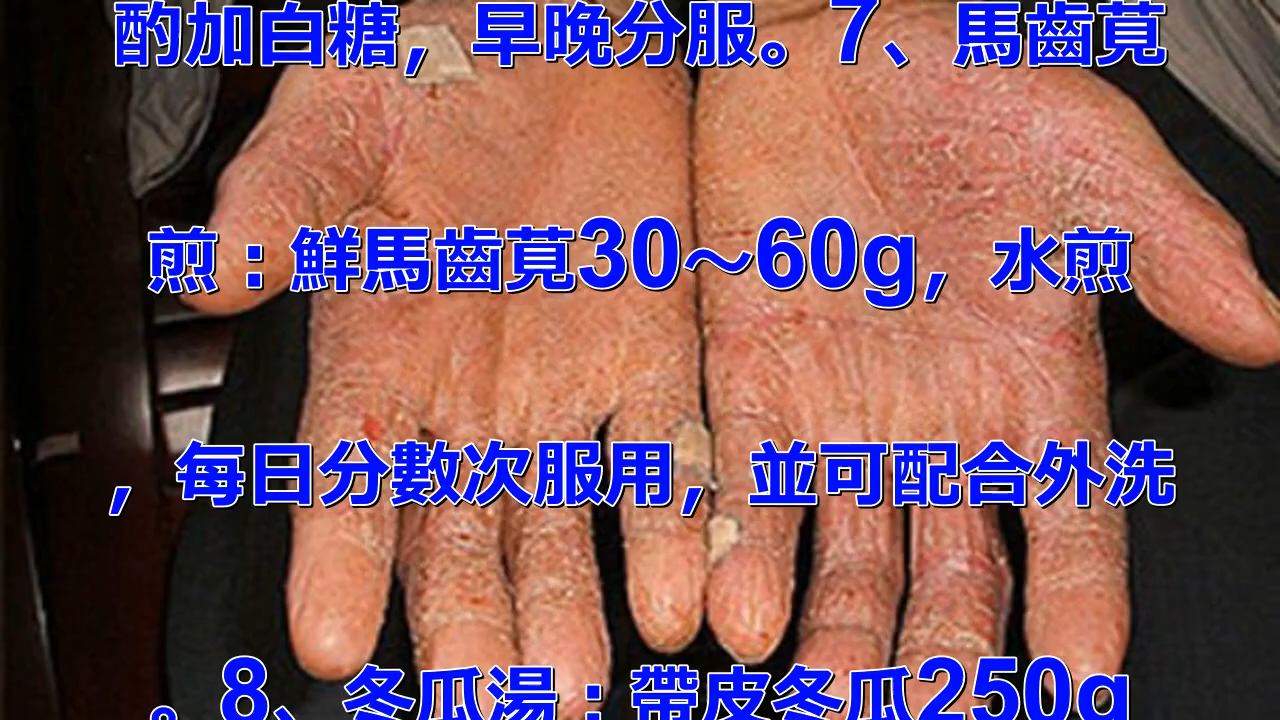 酌加白糖，早晚分服。7、馬齒莧
煎：鮮馬齒莧30～60g，水煎
，每日分數次服用，並可配合外洗
。8、冬瓜湯：帶皮冬瓜250g